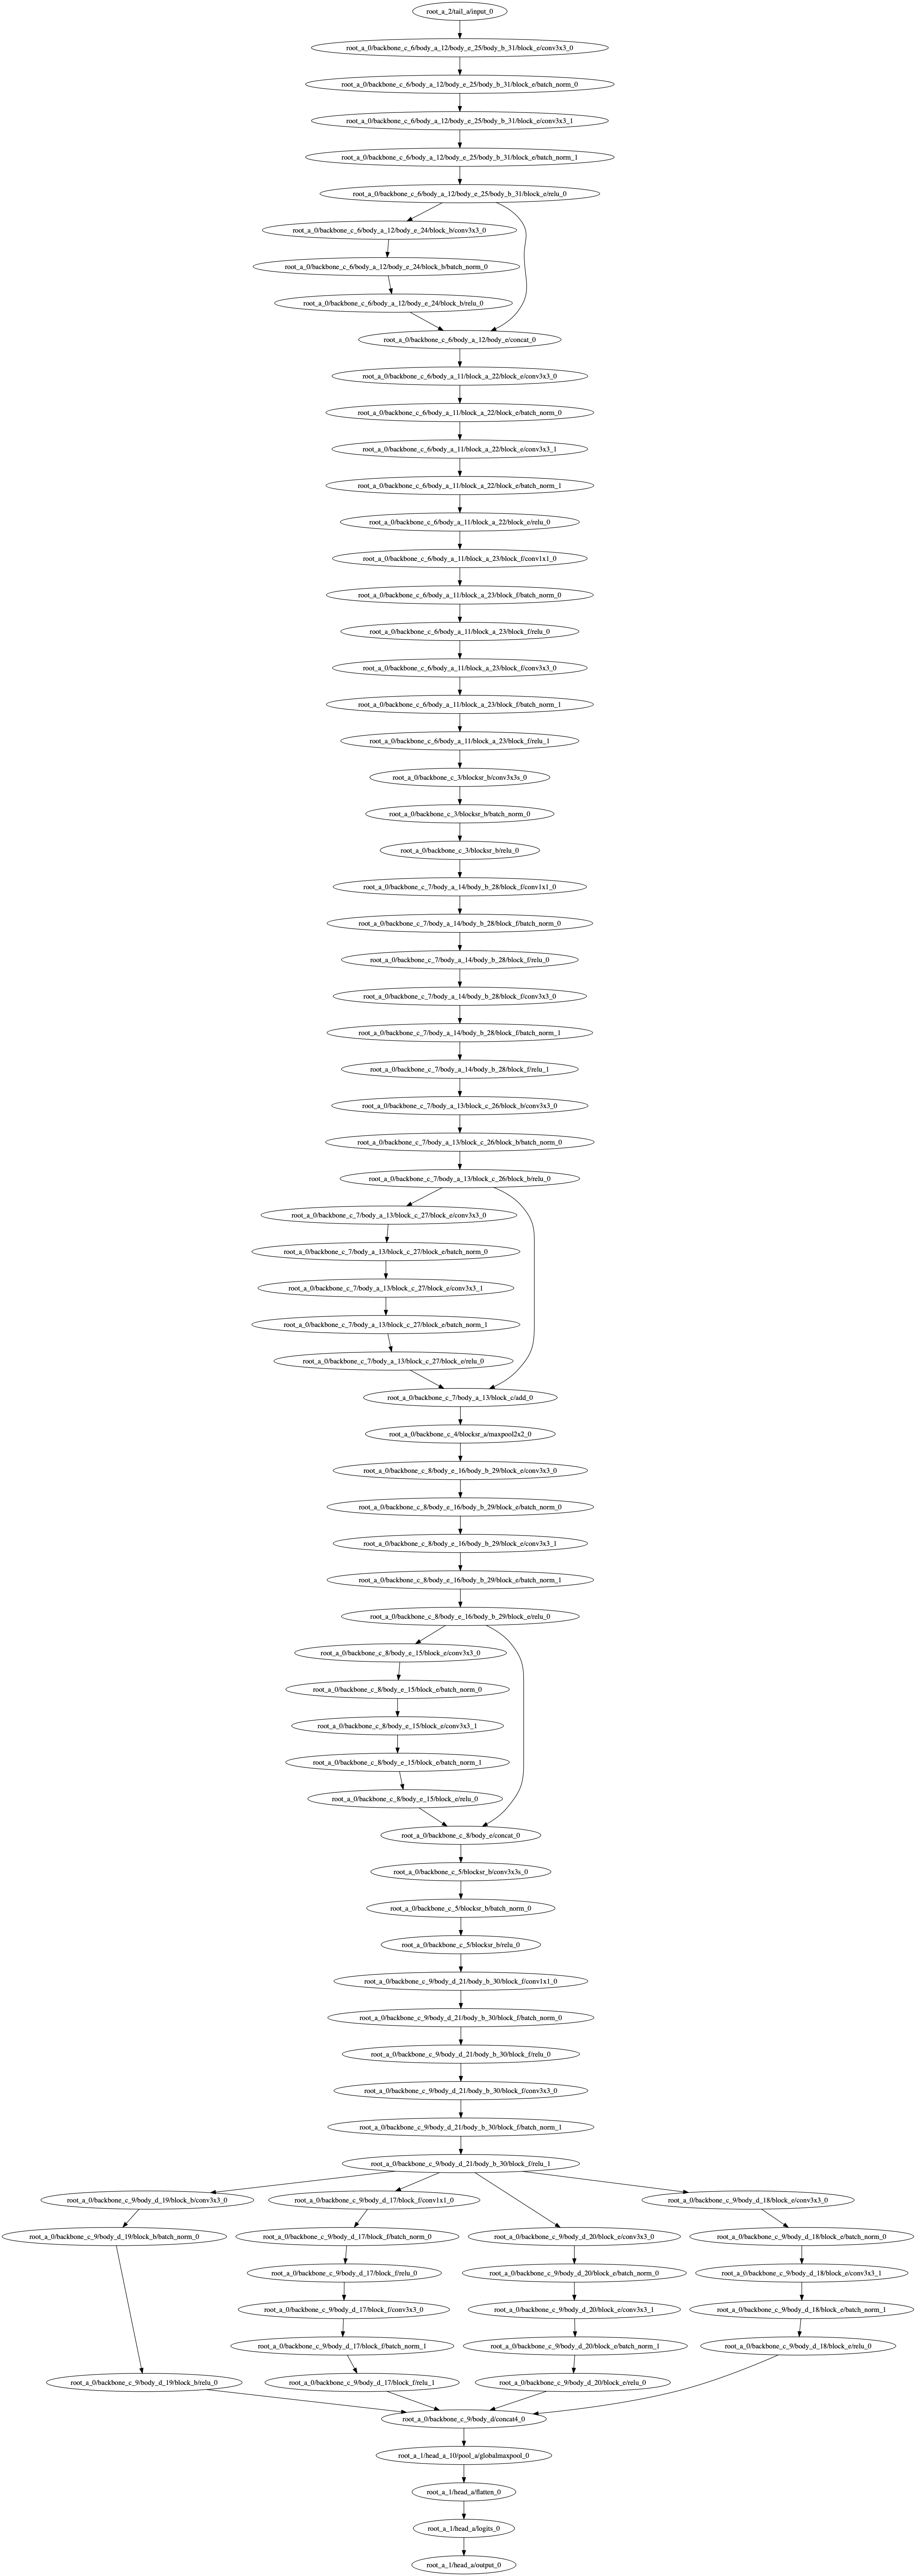 root_a_2/tail_a/input_0
root_a_0/backbone_c_6/body_a_12/body_e_25/body_b_31/block_e/conv3x3_0
root_a_0/backbone_c_6/body_a_12/body_e_25/body_b_31/block_e/batch_norm_0
root_a_0/backbone_c_6/body_a_12/body_e_25/body_b_31/block_e/conv3x3_1
root_a_0/backbone_c_6/body_a_12/body_e_25/body_b_31/block_e/batch_norm_1
root_a_0/backbone_c_6/body_a_12/body_e_25/body_b_31/block_e/relu_0
root_a_0/backbone_c_6/body_a_12/body_e_24/block_b/conv3x3_0
root_a_0/backbone_c_6/body_a_12/body_e_24/block_b/batch_norm_0
root_a_0/backbone_c_6/body_a_12/body_e_24/block_b/relu_0
root_a_0/backbone_c_6/body_a_12/body_e/concat_0
root_a_0/backbone_c_6/body_a_11/block_a_22/block_e/conv3x3_0
root_a_0/backbone_c_6/body_a_11/block_a_22/block_e/batch_norm_0
root_a_0/backbone_c_6/body_a_11/block_a_22/block_e/conv3x3_1
root_a_0/backbone_c_6/body_a_11/block_a_22/block_e/batch_norm_1
root_a_0/backbone_c_6/body_a_11/block_a_22/block_e/relu_0
root_a_0/backbone_c_6/body_a_11/block_a_23/block_f/conv1x1_0
root_a_0/backbone_c_6/body_a_11/block_a_23/block_f/batch_norm_0
root_a_0/backbone_c_6/body_a_11/block_a_23/block_f/relu_0
root_a_0/backbone_c_6/body_a_11/block_a_23/block_f/conv3x3_0
root_a_0/backbone_c_6/body_a_11/block_a_23/block_f/batch_norm_1
root_a_0/backbone_c_6/body_a_11/block_a_23/block_f/relu_1
root_a_0/backbone_c_3/blocksr_b/conv3x3s_0
root_a_0/backbone_c_3/blocksr_b/batch_norm_0
root_a_0/backbone_c_3/blocksr_b/relu_0
root_a_0/backbone_c_7/body_a_14/body_b_28/block_f/conv1x1_0
root_a_0/backbone_c_7/body_a_14/body_b_28/block_f/batch_norm_0
root_a_0/backbone_c_7/body_a_14/body_b_28/block_f/relu_0
root_a_0/backbone_c_7/body_a_14/body_b_28/block_f/conv3x3_0
root_a_0/backbone_c_7/body_a_14/body_b_28/block_f/batch_norm_1
root_a_0/backbone_c_7/body_a_14/body_b_28/block_f/relu_1
root_a_0/backbone_c_7/body_a_13/block_c_26/block_b/conv3x3_0
root_a_0/backbone_c_7/body_a_13/block_c_26/block_b/batch_norm_0
root_a_0/backbone_c_7/body_a_13/block_c_26/block_b/relu_0
root_a_0/backbone_c_7/body_a_13/block_c_27/block_e/conv3x3_0
root_a_0/backbone_c_7/body_a_13/block_c_27/block_e/batch_norm_0
root_a_0/backbone_c_7/body_a_13/block_c_27/block_e/conv3x3_1
root_a_0/backbone_c_7/body_a_13/block_c_27/block_e/batch_norm_1
root_a_0/backbone_c_7/body_a_13/block_c_27/block_e/relu_0
root_a_0/backbone_c_7/body_a_13/block_c/add_0
root_a_0/backbone_c_4/blocksr_a/maxpool2x2_0
root_a_0/backbone_c_8/body_e_16/body_b_29/block_e/conv3x3_0
root_a_0/backbone_c_8/body_e_16/body_b_29/block_e/batch_norm_0
root_a_0/backbone_c_8/body_e_16/body_b_29/block_e/conv3x3_1
root_a_0/backbone_c_8/body_e_16/body_b_29/block_e/batch_norm_1
root_a_0/backbone_c_8/body_e_16/body_b_29/block_e/relu_0
root_a_0/backbone_c_8/body_e_15/block_e/conv3x3_0
root_a_0/backbone_c_8/body_e_15/block_e/batch_norm_0
root_a_0/backbone_c_8/body_e_15/block_e/conv3x3_1
root_a_0/backbone_c_8/body_e_15/block_e/batch_norm_1
root_a_0/backbone_c_8/body_e_15/block_e/relu_0
root_a_0/backbone_c_8/body_e/concat_0
root_a_0/backbone_c_5/blocksr_b/conv3x3s_0
root_a_0/backbone_c_5/blocksr_b/batch_norm_0
root_a_0/backbone_c_5/blocksr_b/relu_0
root_a_0/backbone_c_9/body_d_21/body_b_30/block_f/conv1x1_0
root_a_0/backbone_c_9/body_d_21/body_b_30/block_f/batch_norm_0
root_a_0/backbone_c_9/body_d_21/body_b_30/block_f/relu_0
root_a_0/backbone_c_9/body_d_21/body_b_30/block_f/conv3x3_0
root_a_0/backbone_c_9/body_d_21/body_b_30/block_f/batch_norm_1
root_a_0/backbone_c_9/body_d_21/body_b_30/block_f/relu_1
root_a_0/backbone_c_9/body_d_19/block_b/conv3x3_0
root_a_0/backbone_c_9/body_d_17/block_f/conv1x1_0
root_a_0/backbone_c_9/body_d_18/block_e/conv3x3_0
root_a_0/backbone_c_9/body_d_19/block_b/batch_norm_0
root_a_0/backbone_c_9/body_d_17/block_f/batch_norm_0
root_a_0/backbone_c_9/body_d_20/block_e/conv3x3_0
root_a_0/backbone_c_9/body_d_18/block_e/batch_norm_0
root_a_0/backbone_c_9/body_d_17/block_f/relu_0
root_a_0/backbone_c_9/body_d_20/block_e/batch_norm_0
root_a_0/backbone_c_9/body_d_18/block_e/conv3x3_1
root_a_0/backbone_c_9/body_d_17/block_f/conv3x3_0
root_a_0/backbone_c_9/body_d_20/block_e/conv3x3_1
root_a_0/backbone_c_9/body_d_18/block_e/batch_norm_1
root_a_0/backbone_c_9/body_d_17/block_f/batch_norm_1
root_a_0/backbone_c_9/body_d_20/block_e/batch_norm_1
root_a_0/backbone_c_9/body_d_18/block_e/relu_0
root_a_0/backbone_c_9/body_d_19/block_b/relu_0
root_a_0/backbone_c_9/body_d_17/block_f/relu_1
root_a_0/backbone_c_9/body_d_20/block_e/relu_0
root_a_0/backbone_c_9/body_d/concat4_0
root_a_1/head_a_10/pool_a/globalmaxpool_0
root_a_1/head_a/flatten_0
root_a_1/head_a/logits_0
root_a_1/head_a/output_0